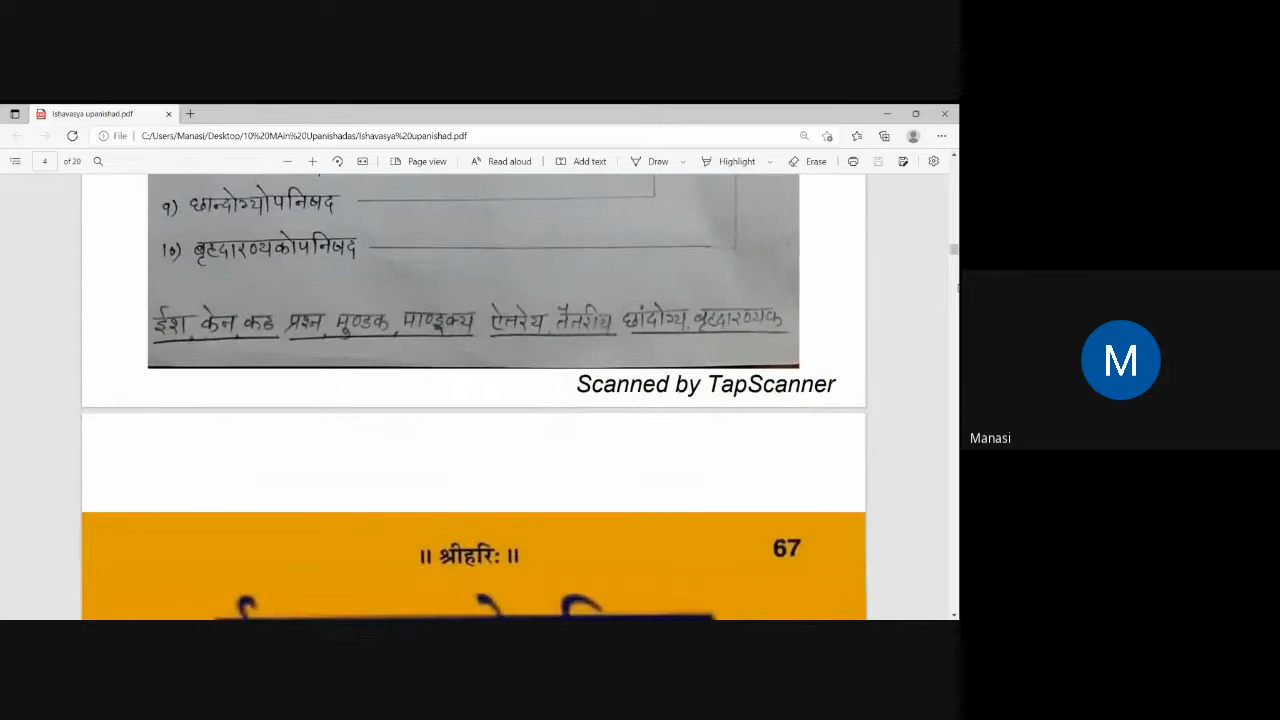 Ishavasya upanishad.pdf
File
C:/Users/Manasi/Desktop/10%20MAin%20Upanishadas/Ishavasya%20upanishad.pdf
4 of 20
Page view
Read aloud
Add text
Draw
Highlight
Erase
९) छान्दोग्योपनिषद
१०) बृहदारण्यकोपनिषद
ईश केन कठ प्रश्न मुण्डक माण्डूक्य ऐतरेय तैतरीय छांदोग्य बृहदारण्यक
Scanned by TapScanner
॥ श्रीहरिः ॥
67
M
Manasi